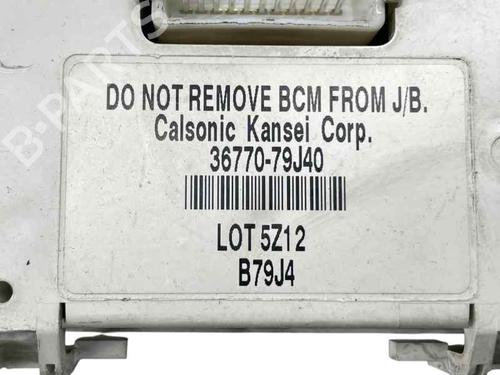 DO NOT REMOVE BCM FROM J/B.
Calsonic Kansei Corp.
36770-79J40
LOT 5Z12
B79J4
B-PARTS